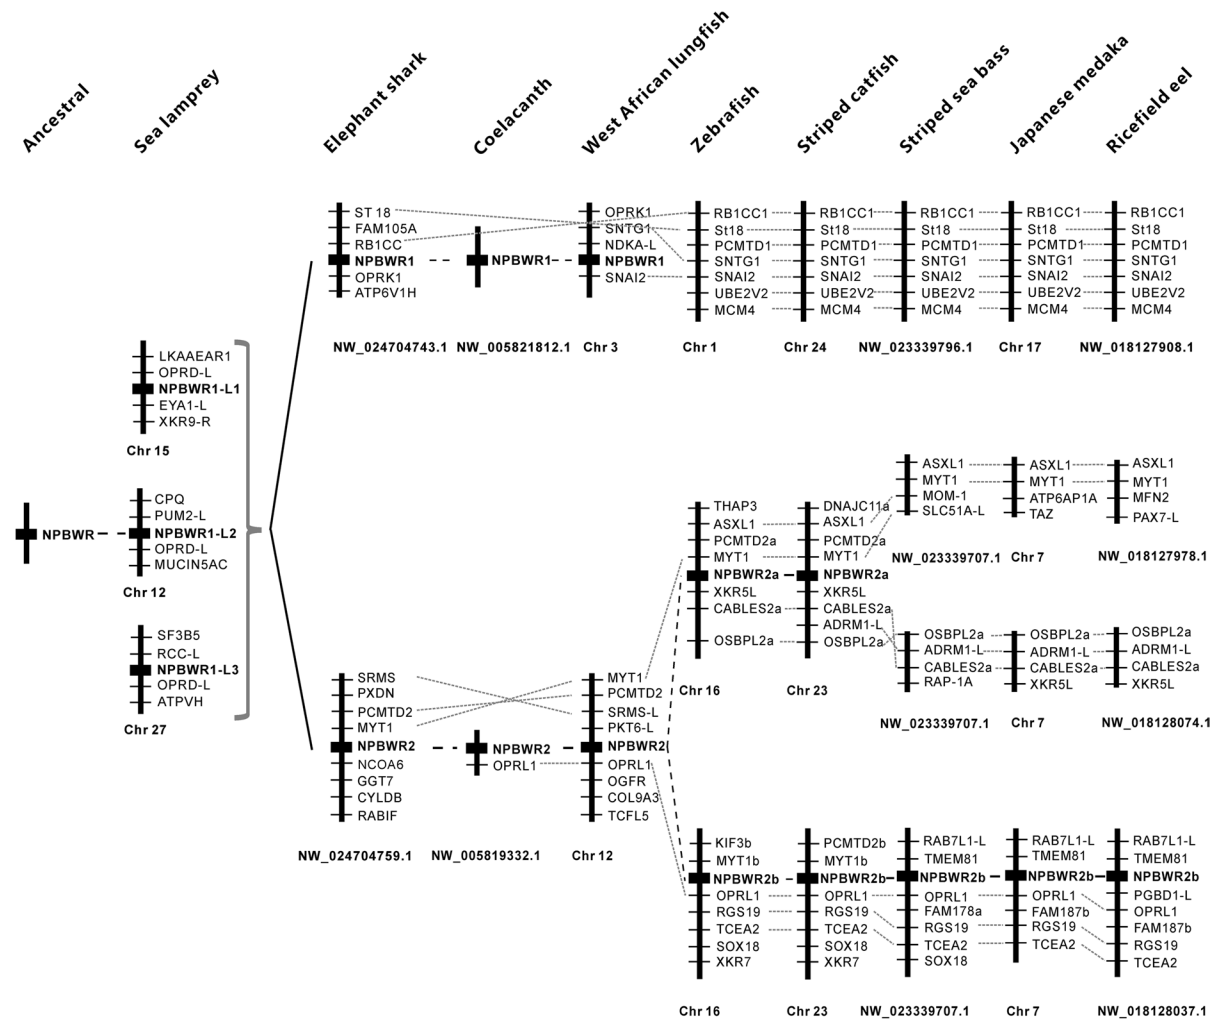 Ancestral
Sea lamprey
Elephant shark
Coelacanth
West African lungfish
Zebrafish
Striped catfish
Striped sea bass
Japanese medaka
Ricefield eel
NPBWR
LKAAEAR1
OPRD-L
NPBWR1-L1
EYA1-L
XKR9-R
Chr 15
CPQ
PUM2-L
NPBWR1-L2
OPRD-L
MUCIN5AC
Chr 12
SF3B5
RCC-L
NPBWR1-L3
OPRD-L
ATPVH
Chr 27
ST 18
FAM105A
RB1CC
NPBWR1
OPRK1
ATP6V1H
NW_024704743.1
NPBWR1
NW_005821812.1
OPRK1
SNTG1
NDKA-L
NPBWR1
SNAI2
Chr 3
RB1CC1
St18
PCMTD1
SNTG1
SNAI2
UBE2V2
MCM4
Chr 1
RB1CC1
St18
PCMTD1
SNTG1
SNAI2
UBE2V2
MCM4
Chr 24
RB1CC1
St18
PCMTD1
SNTG1
SNAI2
UBE2V2
MCM4
NW_023339796.1
RB1CC1
St18
PCMTD1
SNTG1
SNAI2
UBE2V2
MCM4
Chr 17
RB1CC1
St18
PCMTD1
SNTG1
SNAI2
UBE2V2
MCM4
NW_018127908.1
SRMS
PXDN
PCMTD2
MYT1
NPBWR2
NCOA6
GGT7
CYLDB
RABIF
NW_024704759.1
NPBWR2
OPRL1
NW_005819332.1
MYT1
PCMTD2
SRMS-L
PKT6-L
NPBWR2
OPRL1
OGFR
COL9A3
TCFL5
Chr 12
THAP3
ASXL1
PCMTD2a
MYT1
NPBWR2a
XKR5L
CABLES2a
OSBPL2a
Chr 16
DNAJC11a
ASXL1
PCMTD2a
MYT1
NPBWR2a
XKR5L
CABLES2a
ADRM1-L
OSBPL2a
Chr 23
ASXL1
MYT1
MOM-1
SLC51A-L
NW_023339707.1
ASXL1
MYT1
ATP6AP1A
TAZ
Chr 7
ASXL1
MYT1
MFN2
PAX7-L
NW_018127978.1
OSBPL2a
ADRM1-L
CABLES2a
RAP-1A
NW_023339707.1
OSBPL2a
ADRM1-L
CABLES2a
XKR5L
Chr 7
OSBPL2a
ADRM1-L
CABLES2a
XKR5L
NW_018128074.1
KIF3b
MYT1b
NPBWR2b
OPRL1
RGS19
TCEA2
SOX18
XKR7
Chr 16
PCMTD2b
MYT1b
NPBWR2b
OPRL1
RGS19
TCEA2
SOX18
XKR7
Chr 23
RAB7L1-L
TMEM81
NPBWR2b
OPRL1
FAM178a
RGS19
TCEA2
SOX18
NW_023339707.1
RAB7L1-L
TMEM81
NPBWR2b
OPRL1
FAM187b
RGS19
TCEA2
Chr 7
RAB7L1-L
TMEM81
NPBWR2b
PGBD1-L
OPRL1
FAM187b
RGS19
TCEA2
NW_018128037.1